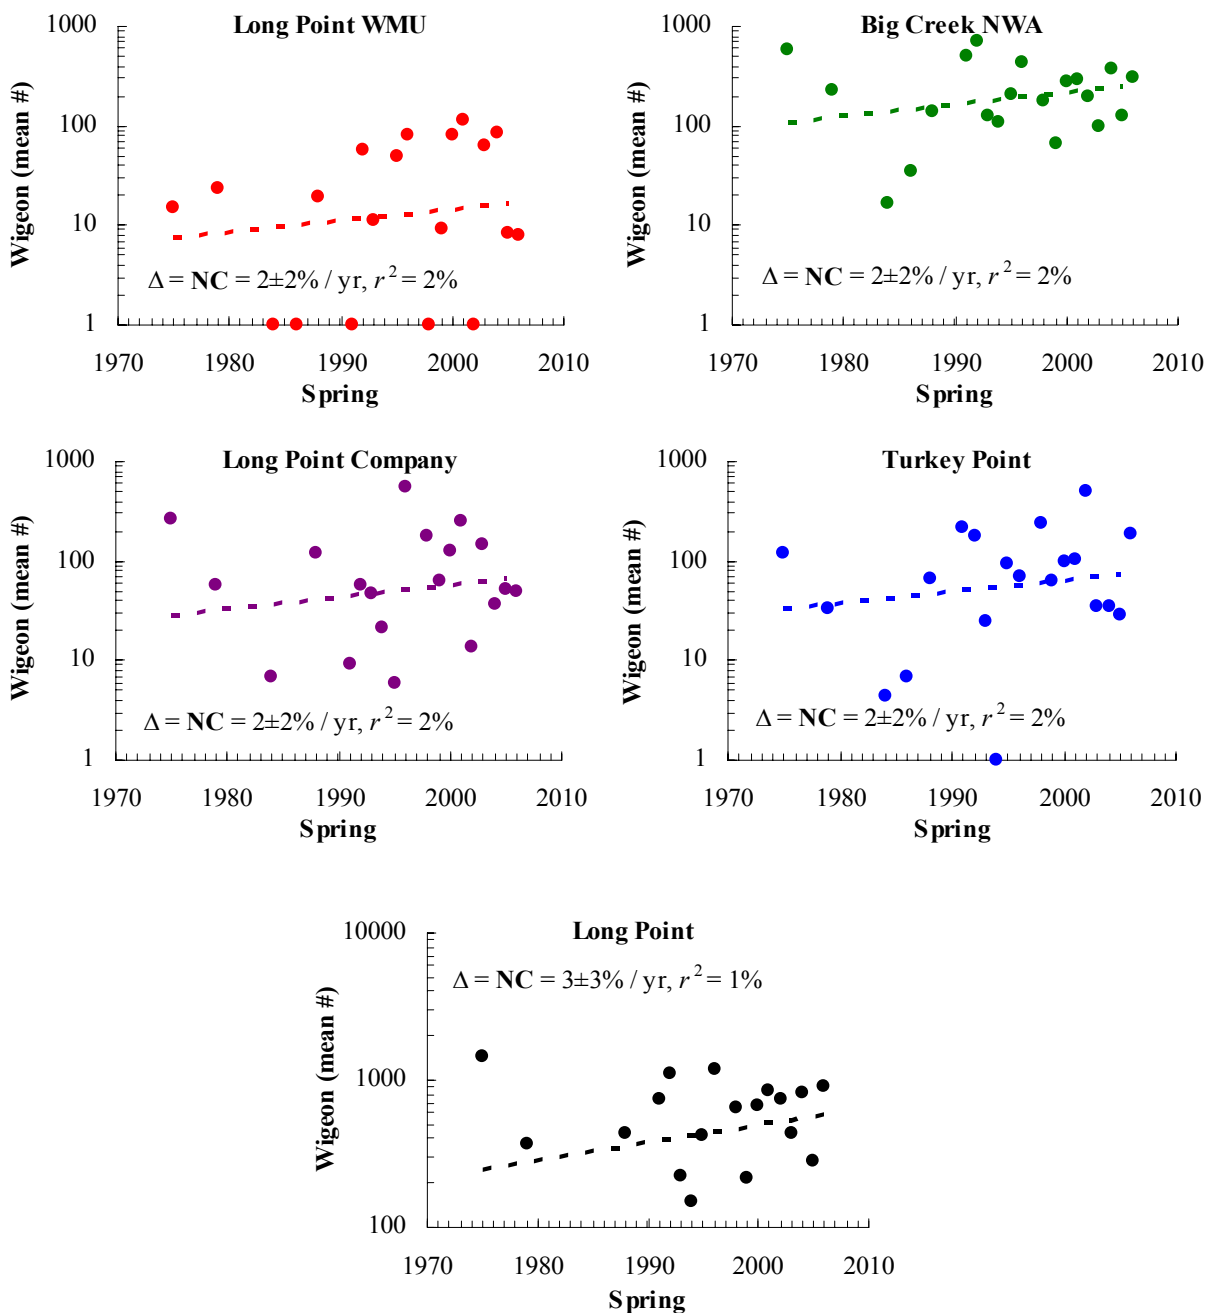 Long Point WMU
Wigeon (mean #)
1000
100
10
1
Δ = NC = 2±2% / yr, r² = 2%
1970 1980 1990 2000 2010
Spring
Big Creek NWA
Wigeon (mean #)
1000
100
10
1
Δ = NC = 2±2% / yr, r² = 2%
1970 1980 1990 2000 2010
Spring
Long Point Company
Wigeon (mean #)
1000
100
10
1
Δ = NC = 2±2% / yr, r² = 2%
1970 1980 1990 2000 2010
Spring
Turkey Point
Wigeon (mean #)
1000
100
10
1
Δ = NC = 2±2% / yr, r² = 2%
1970 1980 1990 2000 2010
Spring
Long Point
Wigeon (mean #)
10000
1000
100
Δ = NC = 3±3% / yr, r² = 1%
1970 1980 1990 2000 2010
Spring